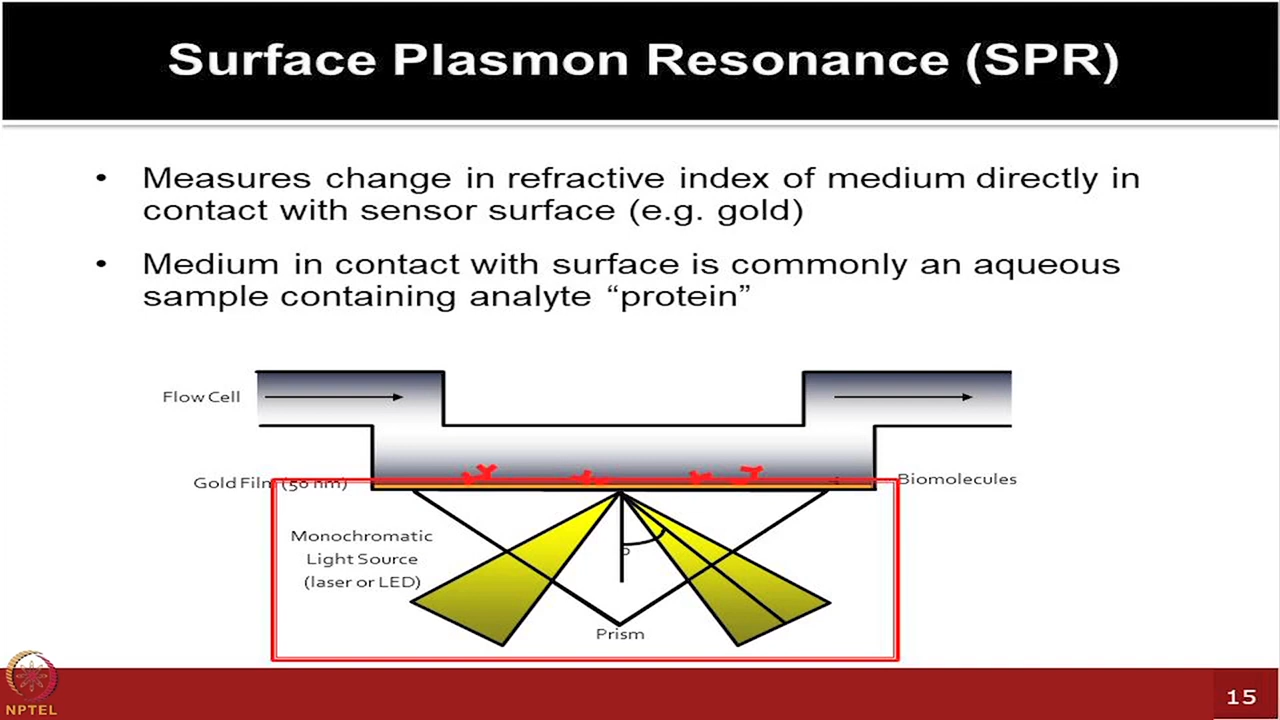 Surface Plasmon Resonance (SPR)
• Measures change in refractive index of medium directly in
contact with sensor surface (e.g. gold)
• Medium in contact with surface is commonly an aqueous
sample containing analyte “protein”
Flow Cell
Gold Film (50 nm)
Biomolecules
Monochromatic
Light Source
(laser or LED)
Prism
NPTEL
15